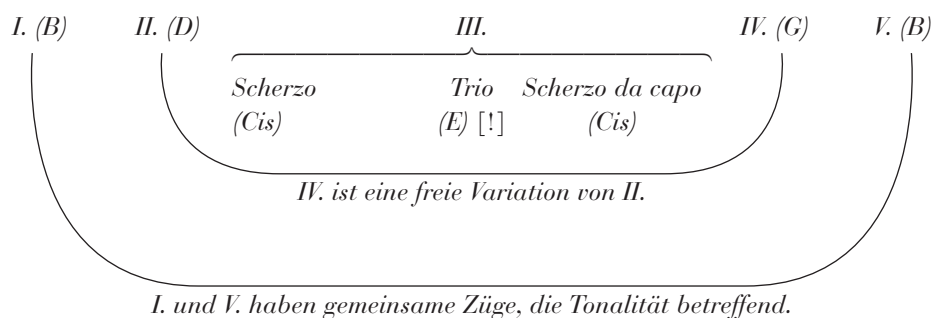 I. (B) II. (D) III. IV. (G) V. (B)
Scherzo Trio Scherzo da capo
(Cis) (E) [!] (Cis)
IV. ist eine freie Variation von II.
I. und V. haben gemeinsame Züge, die Tonalität betreffend.